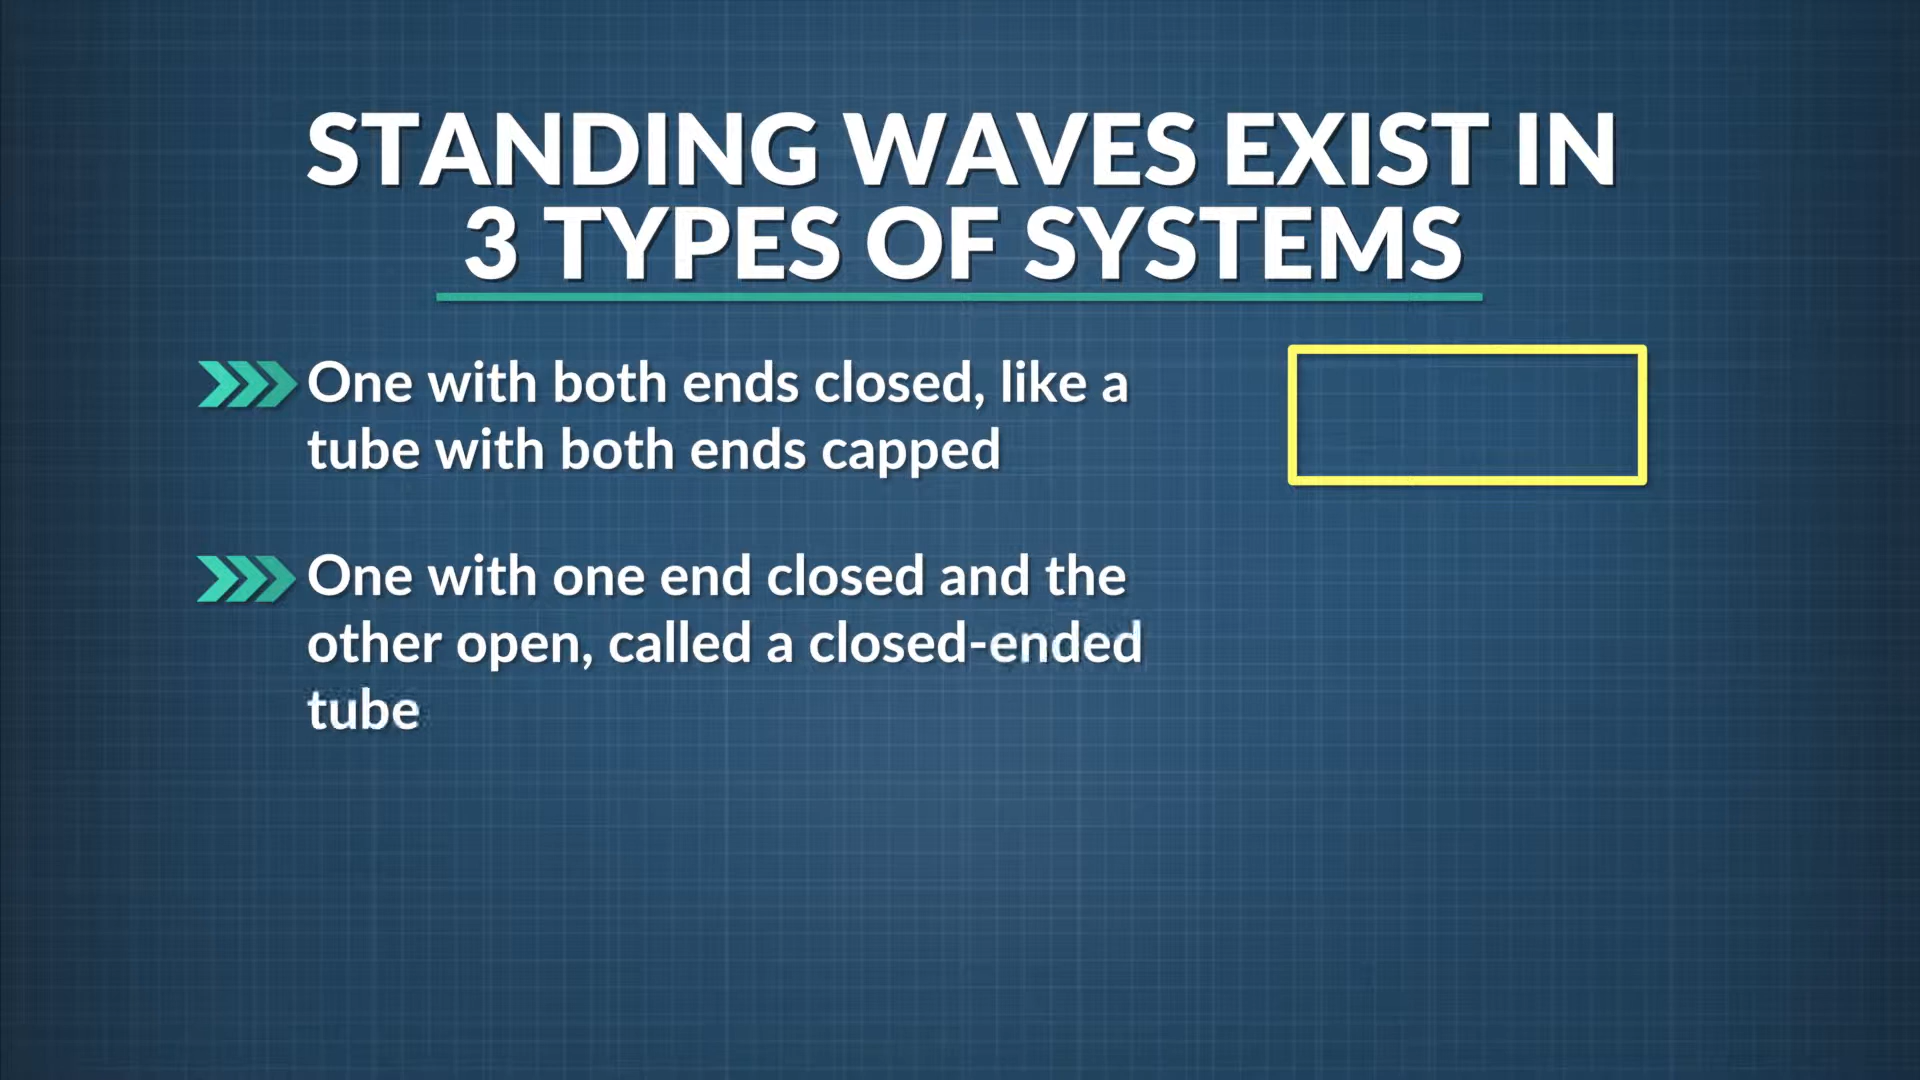 STANDING WAVES EXIST IN
3 TYPES OF SYSTEMS
One with both ends closed, like a
tube with both ends capped
One with one end closed and the
other open, called a closed-ended
tube